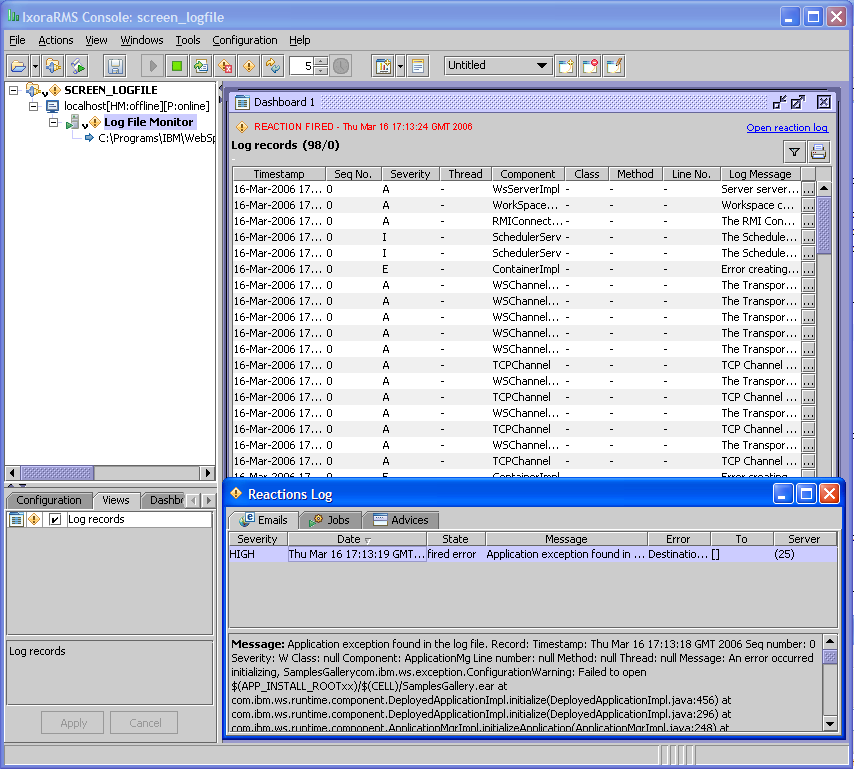 IxoraRMS Console: screen_logfile
File Actions View Windows Tools Configuration Help
5 Untitled
SCREEN_LOGFILE
localhost[HM:offline][P:online]
Log File Monitor
C:\Programs\IBM\WebSp
Dashboard 1
REACTION FIRED - Thu Mar 16 17:13:24 GMT 2006 Open reaction log
Log records (98/0)
Timestamp Seq No. Severity Thread Component Class Method Line No. Log Message
16-Mar-2006 17... 0 A - WsServerImpl - - - Server server... ...
16-Mar-2006 17... 0 A - WorkSpace... - - - Workspace c... ...
16-Mar-2006 17... 0 A - RMIConnect... - - - The RMI Con... ...
16-Mar-2006 17... 0 I - SchedulerServ - - - The Schedule... ...
16-Mar-2006 17... 0 I - SchedulerServ - - - The Schedule... ...
16-Mar-2006 17... 0 E - ContainerImpl - - - Error creating... ...
16-Mar-2006 17... 0 A - WSChannel... - - - The Transpor... ...
16-Mar-2006 17... 0 A - WSChannel... - - - The Transpor... ...
16-Mar-2006 17... 0 A - WSChannel... - - - The Transpor... ...
16-Mar-2006 17... 0 A - WSChannel... - - - The Transpor... ...
16-Mar-2006 17... 0 A - WSChannel... - - - The Transpor... ...
16-Mar-2006 17... 0 A - TCPChannel - - - TCP Channel ... ...
16-Mar-2006 17... 0 A - WSChannel... - - - The Transpor... ...
16-Mar-2006 17... 0 A - TCPChannel - - - TCP Channel ... ...
16-Mar-2006 17... 0 A - WSChannel... - - - The Transpor... ...
16-Mar-2006 17... 0 A - TCPChannel - - - TCP Channel ... ...
16-Mar-2006 17... 0 A - WSChannel... - - - The Transpor... ...
16-Mar-2006 17... 0 A - TCPChannel - - - TCP Channel ... ...
16-Mar-2006 17... 0 E - ContainerImpl - - - Error creating... ...
Configuration Views Dashb
Log records
Log records
Apply Cancel
Reactions Log
Emails Jobs Advices
Severity Date State Message Error To Server
HIGH Thu Mar 16 17:13:19 GMT... fired error Application exception found in ... Destinatio... [] (25)
Message: Application exception found in the log file. Record: Timestamp: Thu Mar 16 17:13:18 GMT 2006 Seq number: 0
Severity: W Class: null Component: ApplicationMg Line number: null Method: null Thread: null Message: An error occurred
initializing, SamplesGallerycom.ibm.ws.exception.ConfigurationWarning: Failed to open
$(APP_INSTALL_ROOTxx)/$(CELL)/SamplesGallery.ear at
com.ibm.ws.runtime.component.DeployedApplicationImpl.initialize(DeployedApplicationImpl.java:456) at
com.ibm.ws.runtime.component.DeployedApplicationImpl.initialize(DeployedApplicationImpl.java:296) at
com.ibm.ws.runtime.component.ApplicationMgrImpl.initializeApplication(ApplicationMgrImpl.java:248) at